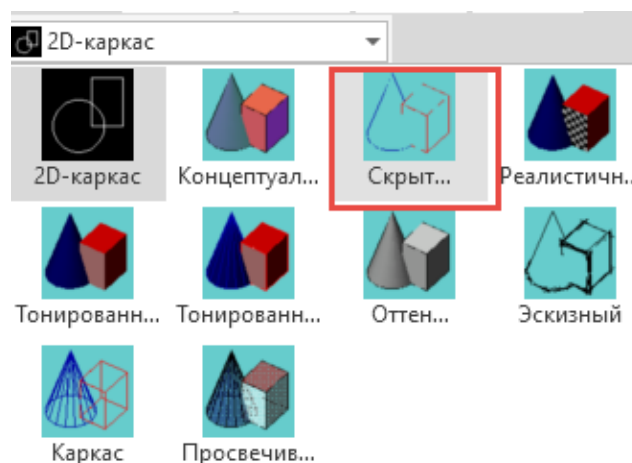 2D-каркас
2D-каркас Концептуал... Скрыт... Реалистичн...
Тонированн... Тонированн... Оттен... Эскизный
Каркас Просвечив...